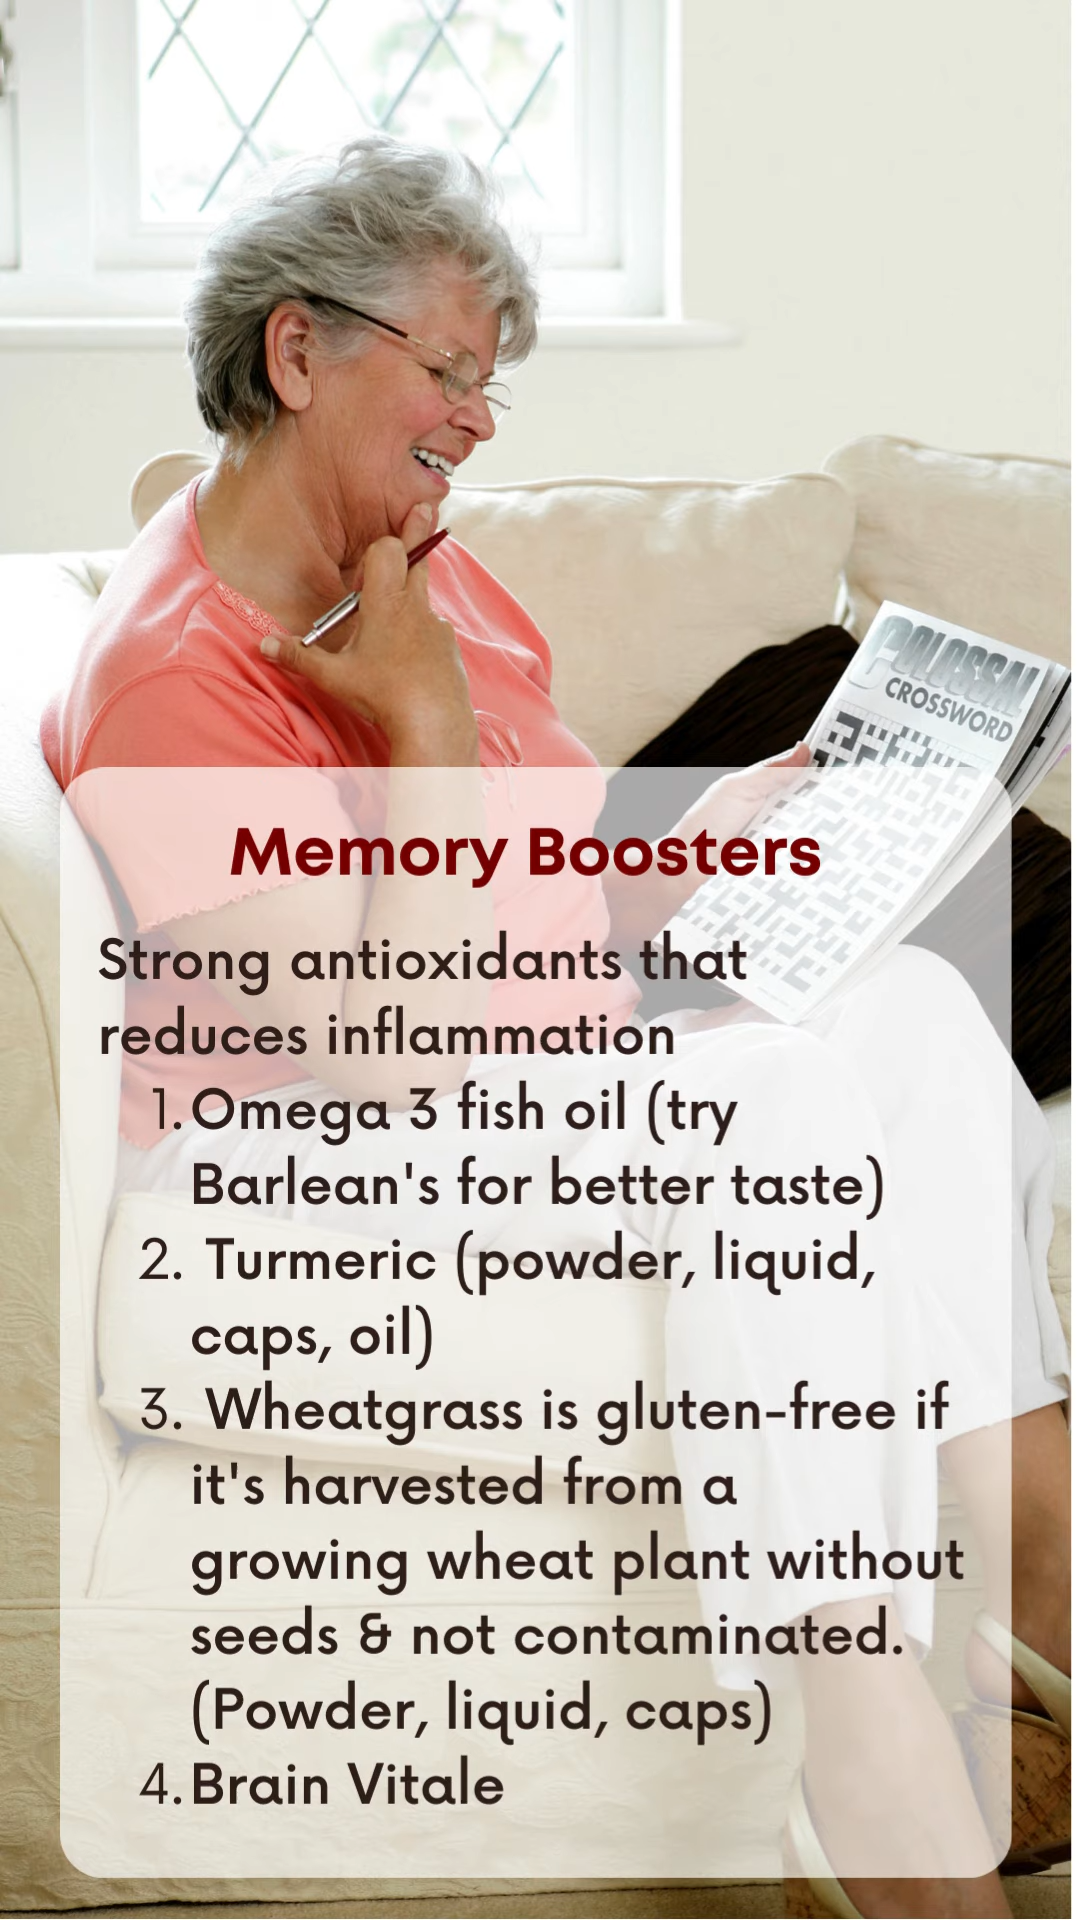 COLOSSAL
CROSSWORD
Memory Boosters
Strong antioxidants that
reduces inflammation
1.Omega 3 fish oil (try
Barlean's for better taste)
2. Turmeric (powder, liquid,
caps, oil)
3. Wheatgrass is gluten-free if
it's harvested from a
growing wheat plant without
seeds & not contaminated.
(Powder, liquid, caps)
4.Brain Vitale